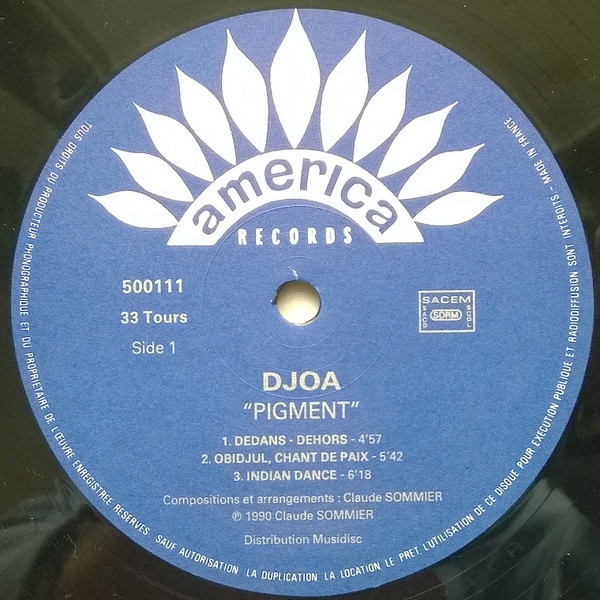 america
RECORDS
500111
33 Tours
Side 1
SACEM
SACD
SDRM
SGDL
DJOA
"PIGMENT"
1. DEDANS - DEHORS - 4'57
2. OBIDJUL, CHANT DE PAIX - 5'42
3. INDIAN DANCE - 6'18
Compositions et arrangements : Claude SOMMIER
℗ 1990 Claude SOMMIER
Distribution Musidisc
TOUS DROITS DU PRODUCTEUR PHONOGRAPHIQUE ET DU PROPRIETAIRE DE L'ŒUVRE ENREGISTREE RESERVES. SAUF AUTORISATION. LA DUPLICATION. LA LOCATION. LE PRET. L'UTILISATION DE CE DISQUE POUR EXECUTION PUBLIQUE ET RADIODIFFUSION SONT INTERDITS - MADE IN FRANCE